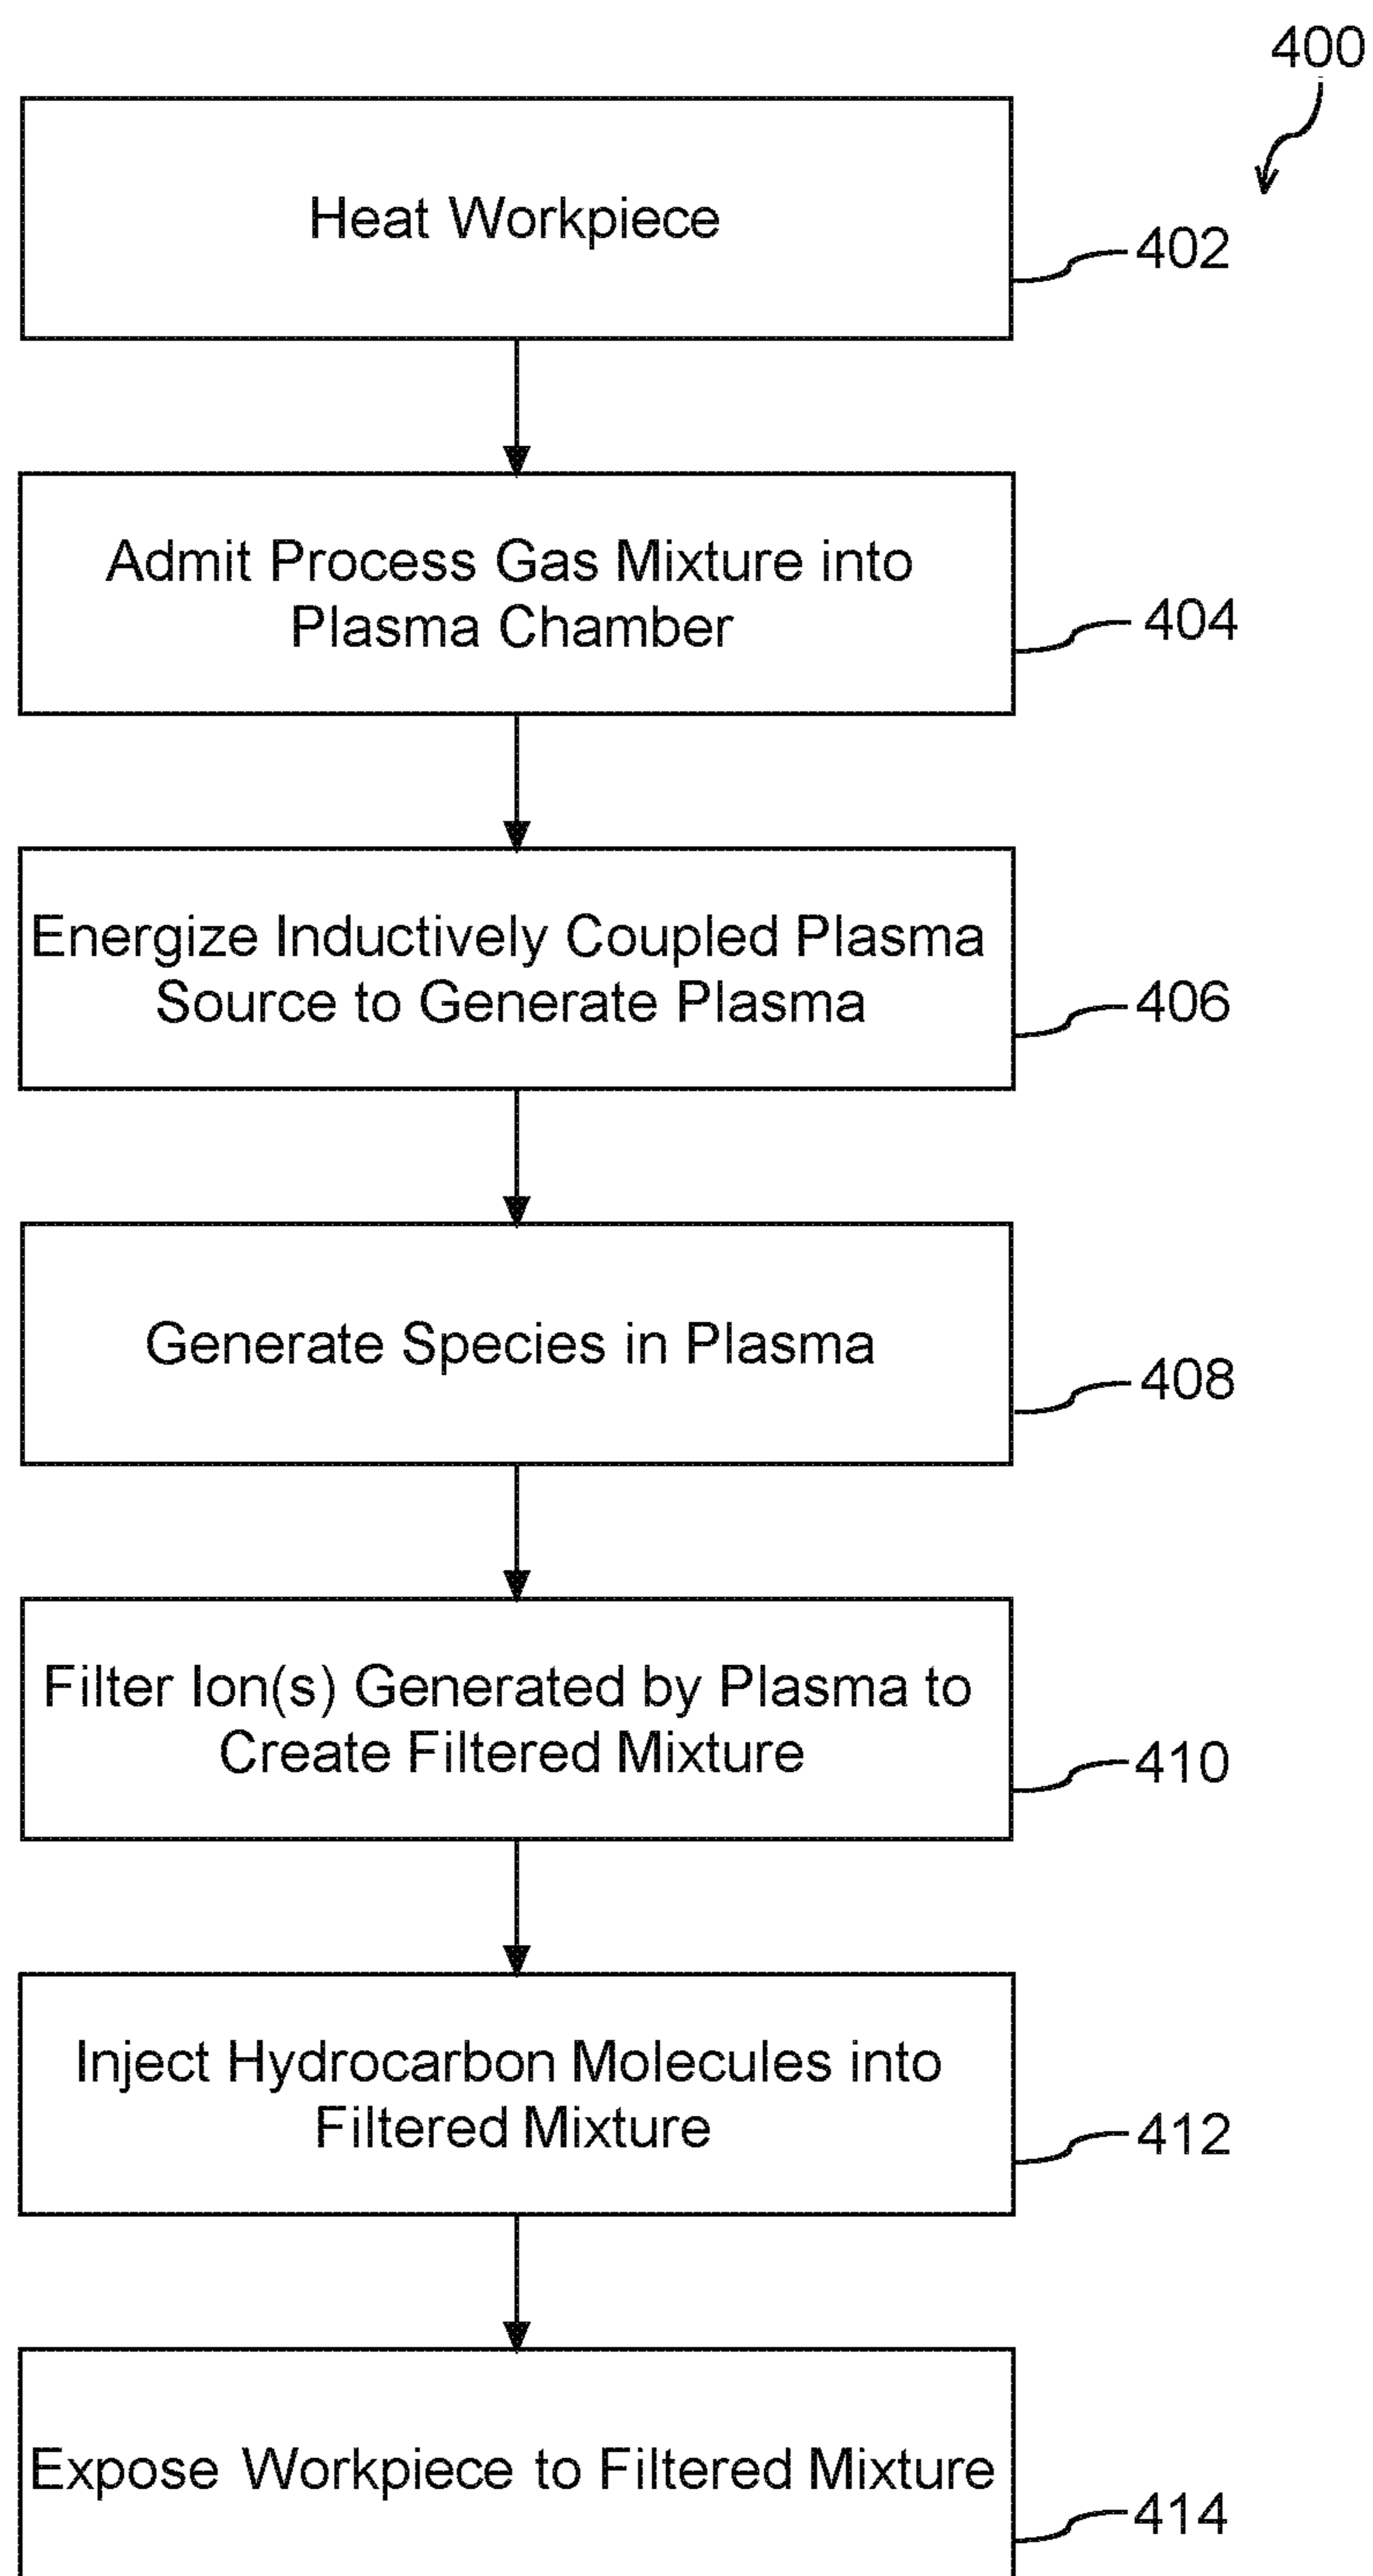 400
Heat Workpiece
402
Admit Process Gas Mixture into
Plasma Chamber
404
Energize Inductively Coupled Plasma
Source to Generate Plasma
406
Generate Species in Plasma
408
Filter Ion(s) Generated by Plasma to
Create Filtered Mixture
410
Inject Hydrocarbon Molecules into
Filtered Mixture
412
Expose Workpiece to Filtered Mixture
414